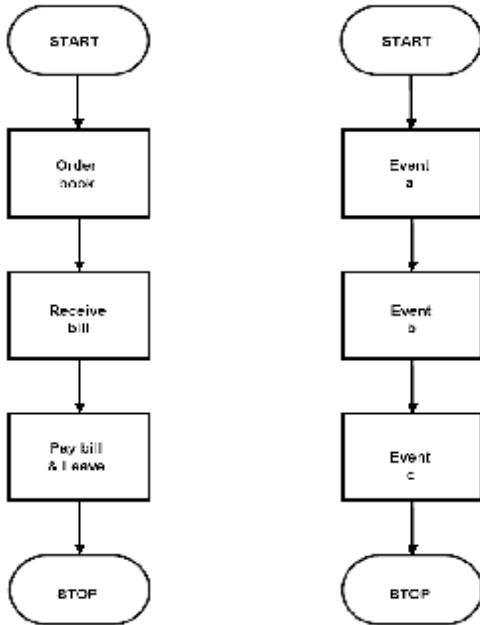 START
Order
book
Receive
bill
Pay bill
& Leave
STOP
START
Event
a
Event
b
Event
c
STOP